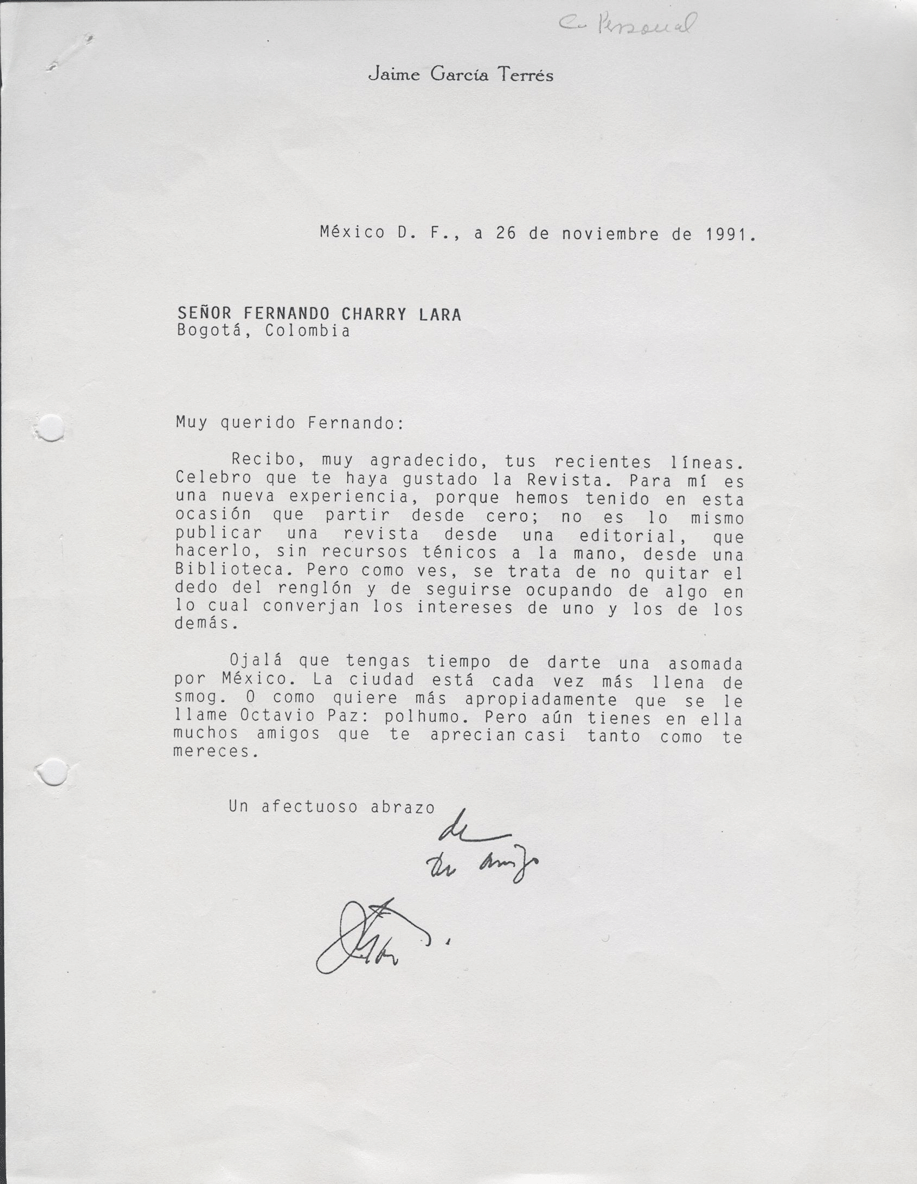 Personal
Jaime García Terrés
México D. F., a 26 de noviembre de 1991.
SEÑOR FERNANDO CHARRY LARA
Bogotá, Colombia
Muy querido Fernando:
Recibo, muy agradecido, tus recientes líneas.
Celebro que te haya gustado la Revista. Para mí es
una nueva experiencia, porque hemos tenido en esta
ocasión que partir desde cero; no es lo mismo
publicar una revista desde una editorial, que
hacerlo, sin recursos ténicos a la mano, desde una
Biblioteca. Pero como ves, se trata de no quitar el
dedo del renglón y de seguirse ocupando de algo en
lo cual converjan los intereses de uno y los de los
demás.
Ojalá que tengas tiempo de darte una asomada
por México. La ciudad está cada vez más llena de
smog. O como quiere más apropiadamente que se le
llame Octavio Paz: polhumo. Pero aún tienes en ella
muchos amigos que te aprecian casi tanto como te
mereces.
Un afectuoso abrazo
de
tu amigo